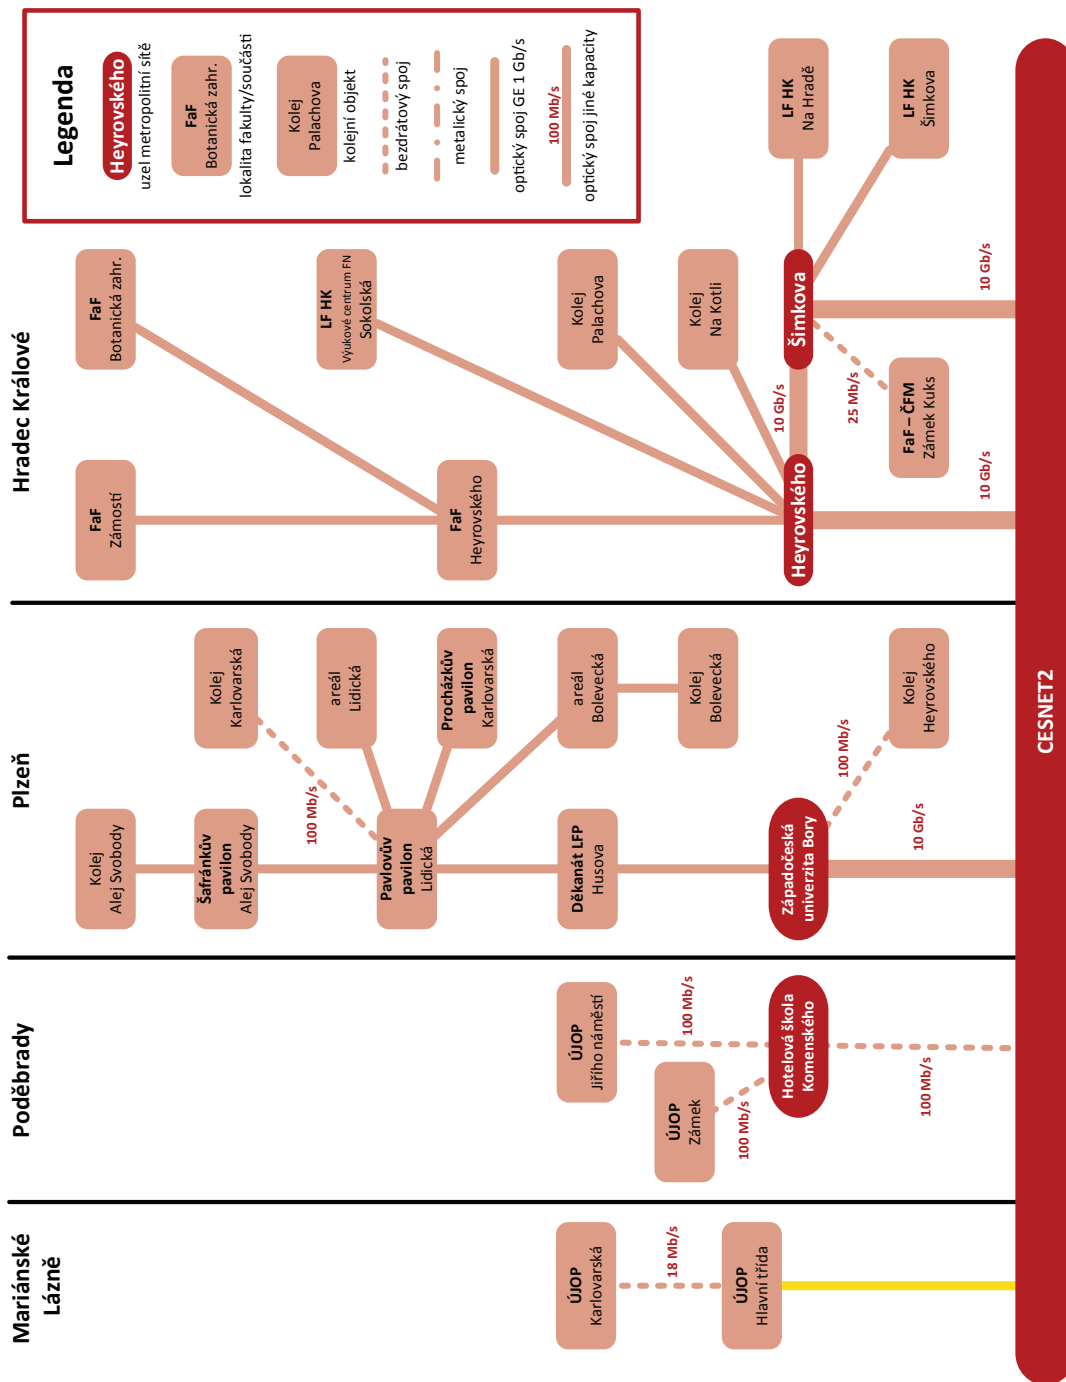 Mariánské
Lázně
Poděbrady
Plzeň
Hradec Králové
Legenda
Heyrovského
uzel metropolitní sítě
FaF
Botanická zahr.
lokalita fakulty/součásti
Kolej
Palachova
kolejní objekt
bezdrátový spoj
metalický spoj
optický spoj GE 1 Gb/s
100 Mb/s
optický spoj jiné kapacity
ÚJOP
Karlovarská
18 Mb/s
ÚJOP
Hlavní třída
ÚJOP
Jiřího náměstí
100 Mb/s
ÚJOP
Zámek
100 Mb/s
Hotelová škola
Komenského
100 Mb/s
Kolej
Alej Svobody
Šafránkův
pavilon
Alej Svobody
Kolej
Karlovarská
100 Mb/s
areál
Lidická
Pavlovův
pavilon
Lidická
Procházkův
pavilon
Karlovarská
Děkanát LFP
Husova
areál
Bolevecká
Kolej
Bolevecká
Západočeská
univerzita Bory
100 Mb/s
Kolej
Heyrovského
10 Gb/s
FaF
Zámostí
FaF
Botanická zahr.
LF HK
Výukové centrum FN
Sokolská
FaF
Heyrovského
Kolej
Palachova
Kolej
Na Kotli
Heyrovského
10 Gb/s
Šimkova
LF HK
Na Hradě
LF HK
Šimkova
25 Mb/s
FaF – ČFM
Zámek Kuks
10 Gb/s
10 Gb/s
CESNET2